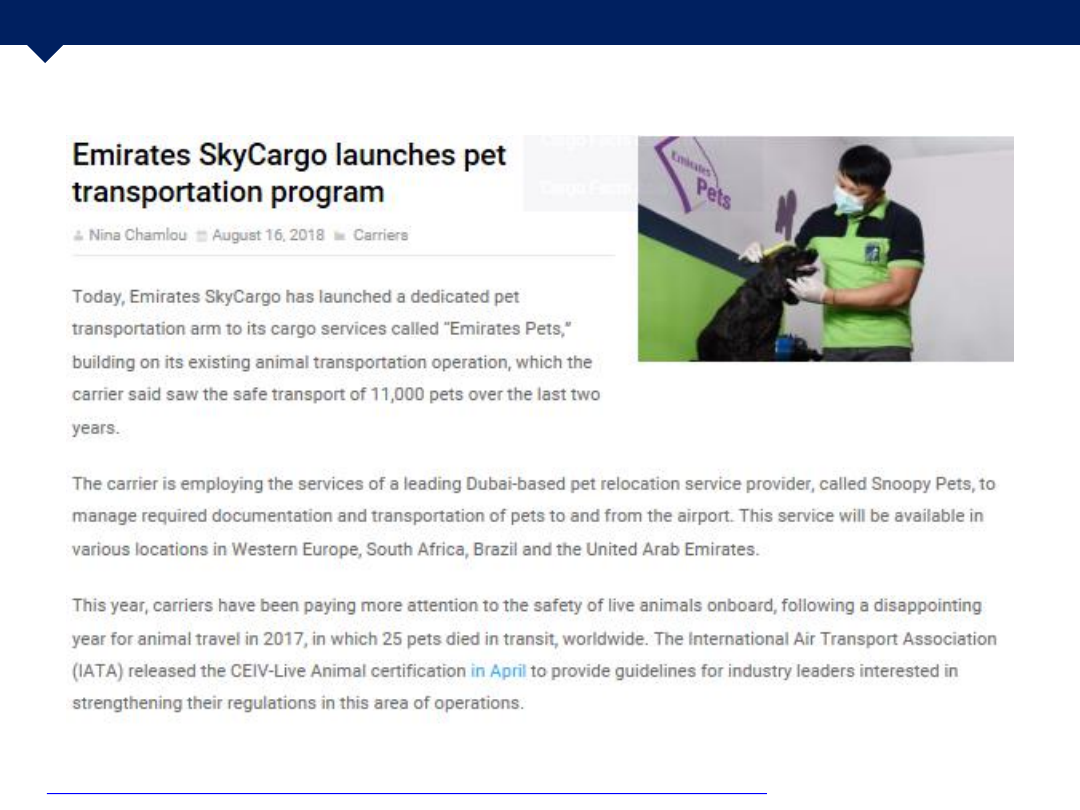 Emirates SkyCargo launches pet
transportation program
Nina Chamlou August 16, 2018 Carriers
Emirates
Pets
Cargo Facts
Cargo Facts
Today, Emirates SkyCargo has launched a dedicated pet
transportation arm to its cargo services called “Emirates Pets,”
building on its existing animal transportation operation, which the
carrier said saw the safe transport of 11,000 pets over the last two
years.
The carrier is employing the services of a leading Dubai-based pet relocation service provider, called Snoopy Pets, to
manage required documentation and transportation of pets to and from the airport. This service will be available in
various locations in Western Europe, South Africa, Brazil and the United Arab Emirates.
This year, carriers have been paying more attention to the safety of live animals onboard, following a disappointing
year for animal travel in 2017, in which 25 pets died in transit, worldwide. The International Air Transport Association
(IATA) released the CEIV-Live Animal certification in April to provide guidelines for industry leaders interested in
strengthening their regulations in this area of operations.